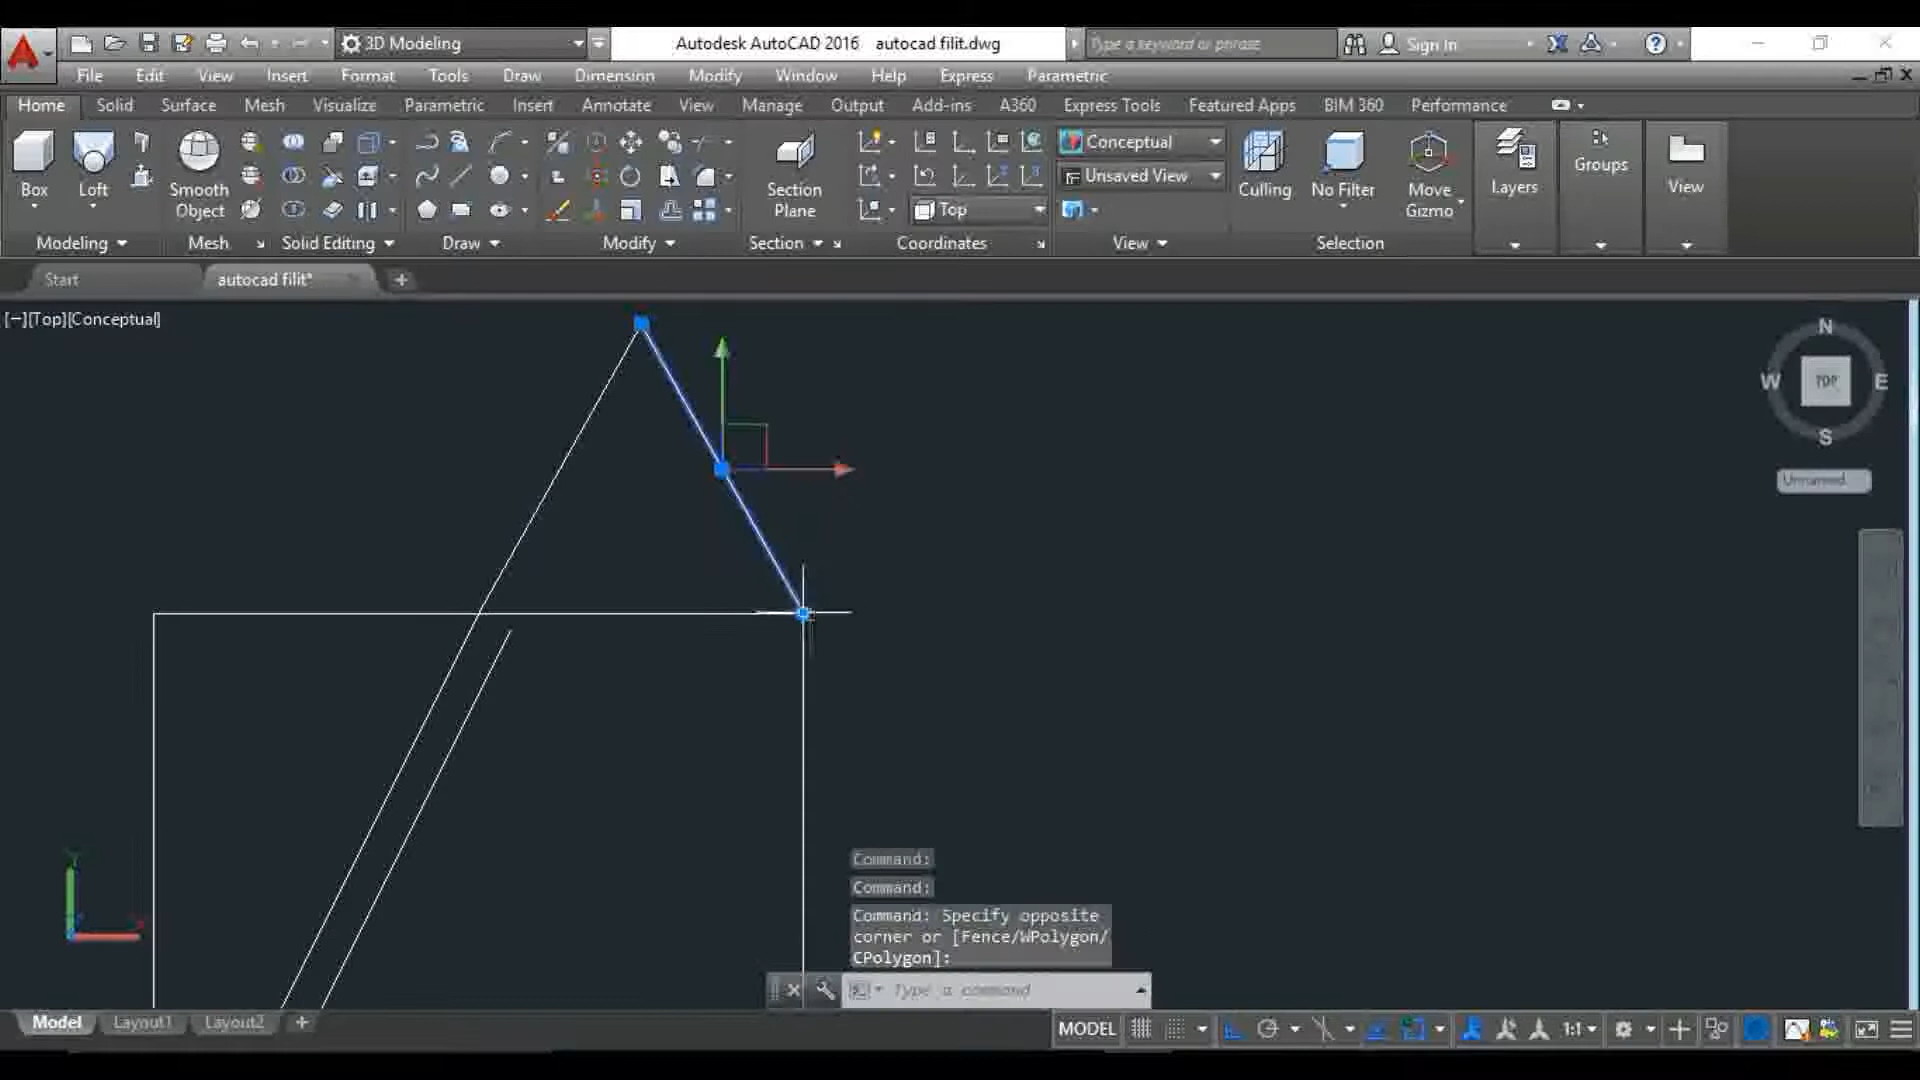 3D Modeling
Autodesk AutoCAD 2016 autocad filit.dwg
Type a keyword or phrase
Sign In
File Edit View Insert Format Tools Draw Dimension Modify Window Help Express Parametric
Home Solid Surface Mesh Visualize Parametric Insert Annotate View Manage Output Add-ins A360 Express Tools Featured Apps BIM 360 Performance
Box Loft Smooth Object
Section Plane
Conceptual
Unsaved View
Top
Culling No Filter Move Gizmo Layers Groups View
Modeling Mesh Solid Editing Draw Modify Section Coordinates View Selection
Start autocad filit*
[−][Top][Conceptual]
N
W TOP E
S
Unnamed
Command:
Command:
Command: Specify opposite
corner or [Fence/WPolygon/
CPolygon]:
Type a command
Model Layout1 Layout2
MODEL 1:1